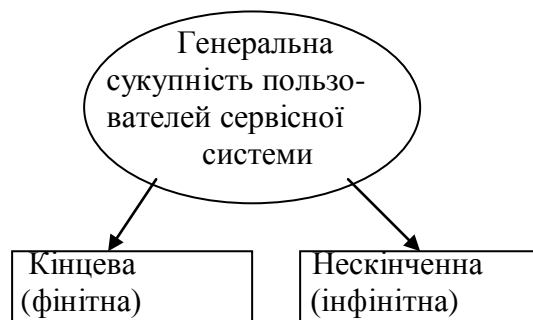 Генеральна
сукупність пользо-
вателей сервісної
системи
Кінцева
(фінітна)
Нескінченна
(інфінітна)